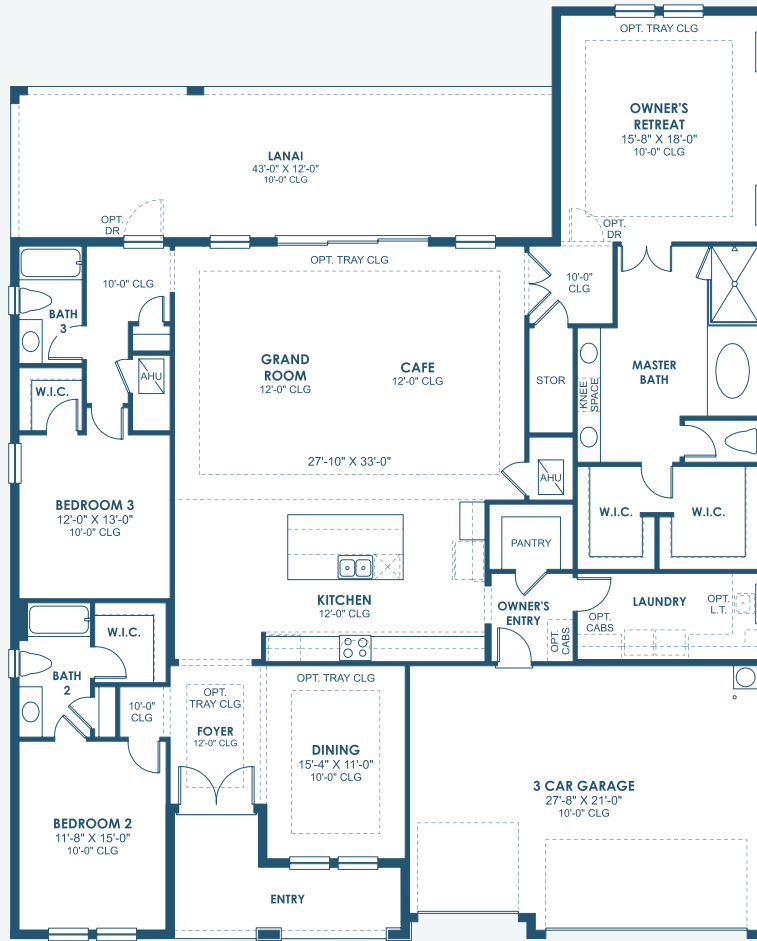 OPT. TRAY CLG
OWNER'S
RETREAT
15'-8" X 18'-0"
10'-0" CLG
LANAI
43'-0" X 12'-0"
10'-0" CLG
OPT.
DR
OPT.
DR
OPT. TRAY CLG
10'-0" CLG
10'-0"
CLG
BATH
3
GRAND
ROOM
12'-0" CLG
CAFE
12'-0" CLG
AHU
STOR
KNEE
SPACE
MASTER
BATH
W.I.C.
27'-10" X 33'-0"
AHU
BEDROOM 3
12'-0" X 13'-0"
10'-0" CLG
W.I.C.
W.I.C.
PANTRY
KITCHEN
12'-0" CLG
OWNER'S
ENTRY
OPT.
CABS
OPT.
CABS
LAUNDRY
OPT.
L.T.
W.I.C.
BATH
2
10'-0"
CLG
OPT.
TRAY CLG
FOYER
12'-0" CLG
OPT. TRAY CLG
DINING
15'-4" X 11'-0"
10'-0" CLG
3 CAR GARAGE
27'-8" X 21'-0"
10'-0" CLG
BEDROOM 2
11'-8" X 15'-0"
10'-0" CLG
ENTRY